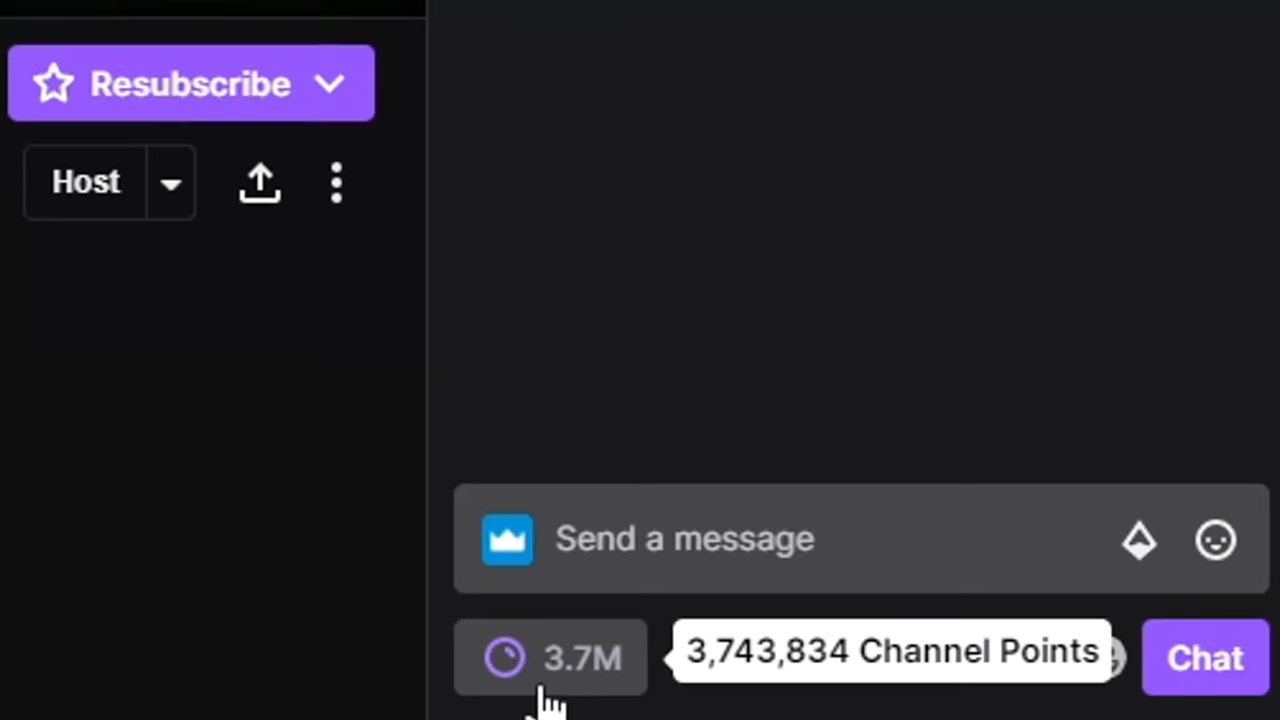 Resubscribe
Host
Send a message
3.7M
3,743,834 Channel Points
Chat